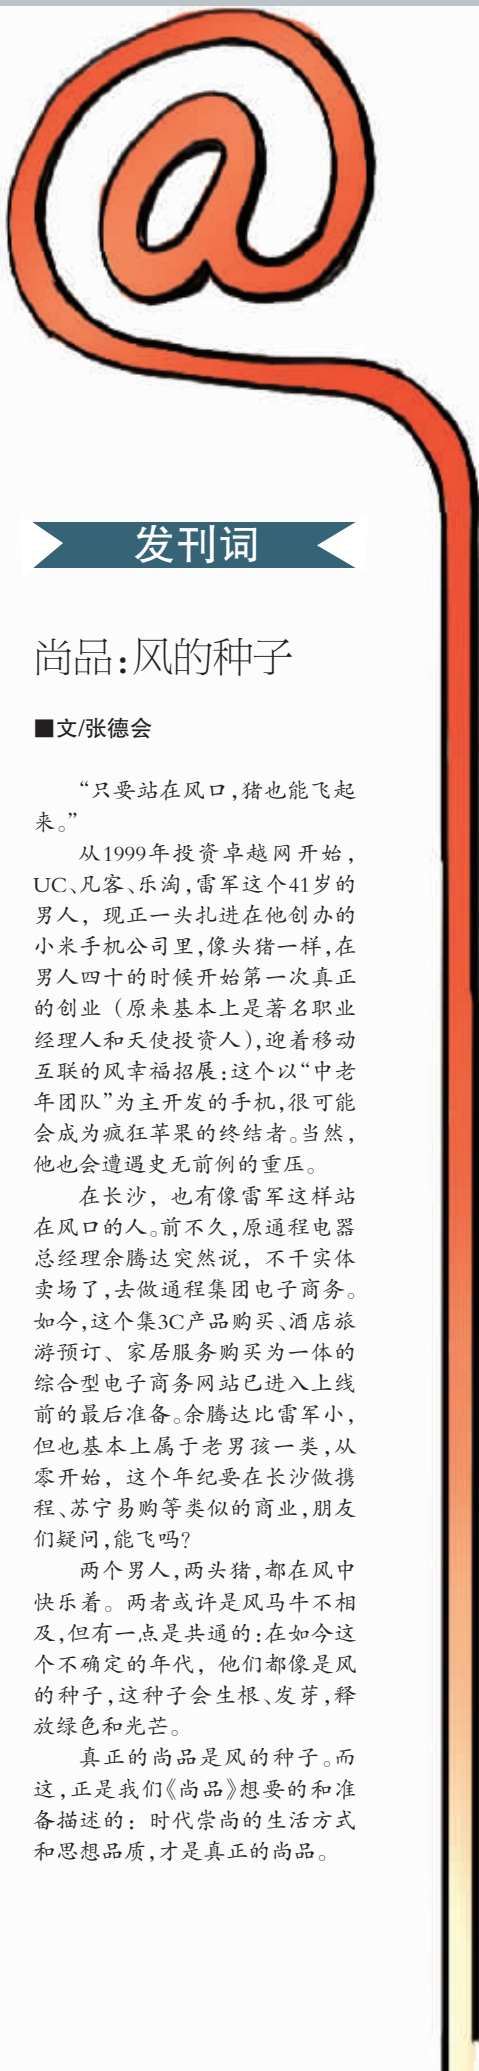 发刊词
尚品:风的种子
■文/张德会
“只要站在风口,猪也能飞起
来。”
从1999年投资卓越网开始,
UC、凡客、乐淘,雷军这个41岁的
男人，现正一头扎进在他创办的
小米手机公司里,像头猪一样,在
男人四十的时候开始第一次真正
的创业（原来基本上是著名职业
经理人和天使投资人）,迎着移动
互联的风幸福招展:这个以“中老
年团队”为主开发的手机,很可能
会成为疯狂苹果的终结者。当然,
他也会遭遇史无前例的重压。
在长沙，也有像雷军这样站
在风口的人。前不久,原通程电器
总经理余腾达突然说，不干实体
卖场了,去做通程集团电子商务。
如今,这个集3C产品购买、酒店旅
游预订、家居服务购买为一体的
综合型电子商务网站已进入上线
前的最后准备。余腾达比雷军小,
但也基本上属于老男孩一类,从
零开始，这个年纪要在长沙做携
程、苏宁易购等类似的商业,朋友
们疑问,能飞吗?
两个男人,两头猪,都在风中
快乐着。两者或许是风马牛不相
及,但有一点是共通的:在如今这
个不确定的年代，他们都像是风
的种子,这种子会生根、发芽,释
放绿色和光芒。
真正的尚品是风的种子。而
这,正是我们《尚品》想要的和准
备描述的：时代崇尚的生活方式
和思想品质,才是真正的尚品。